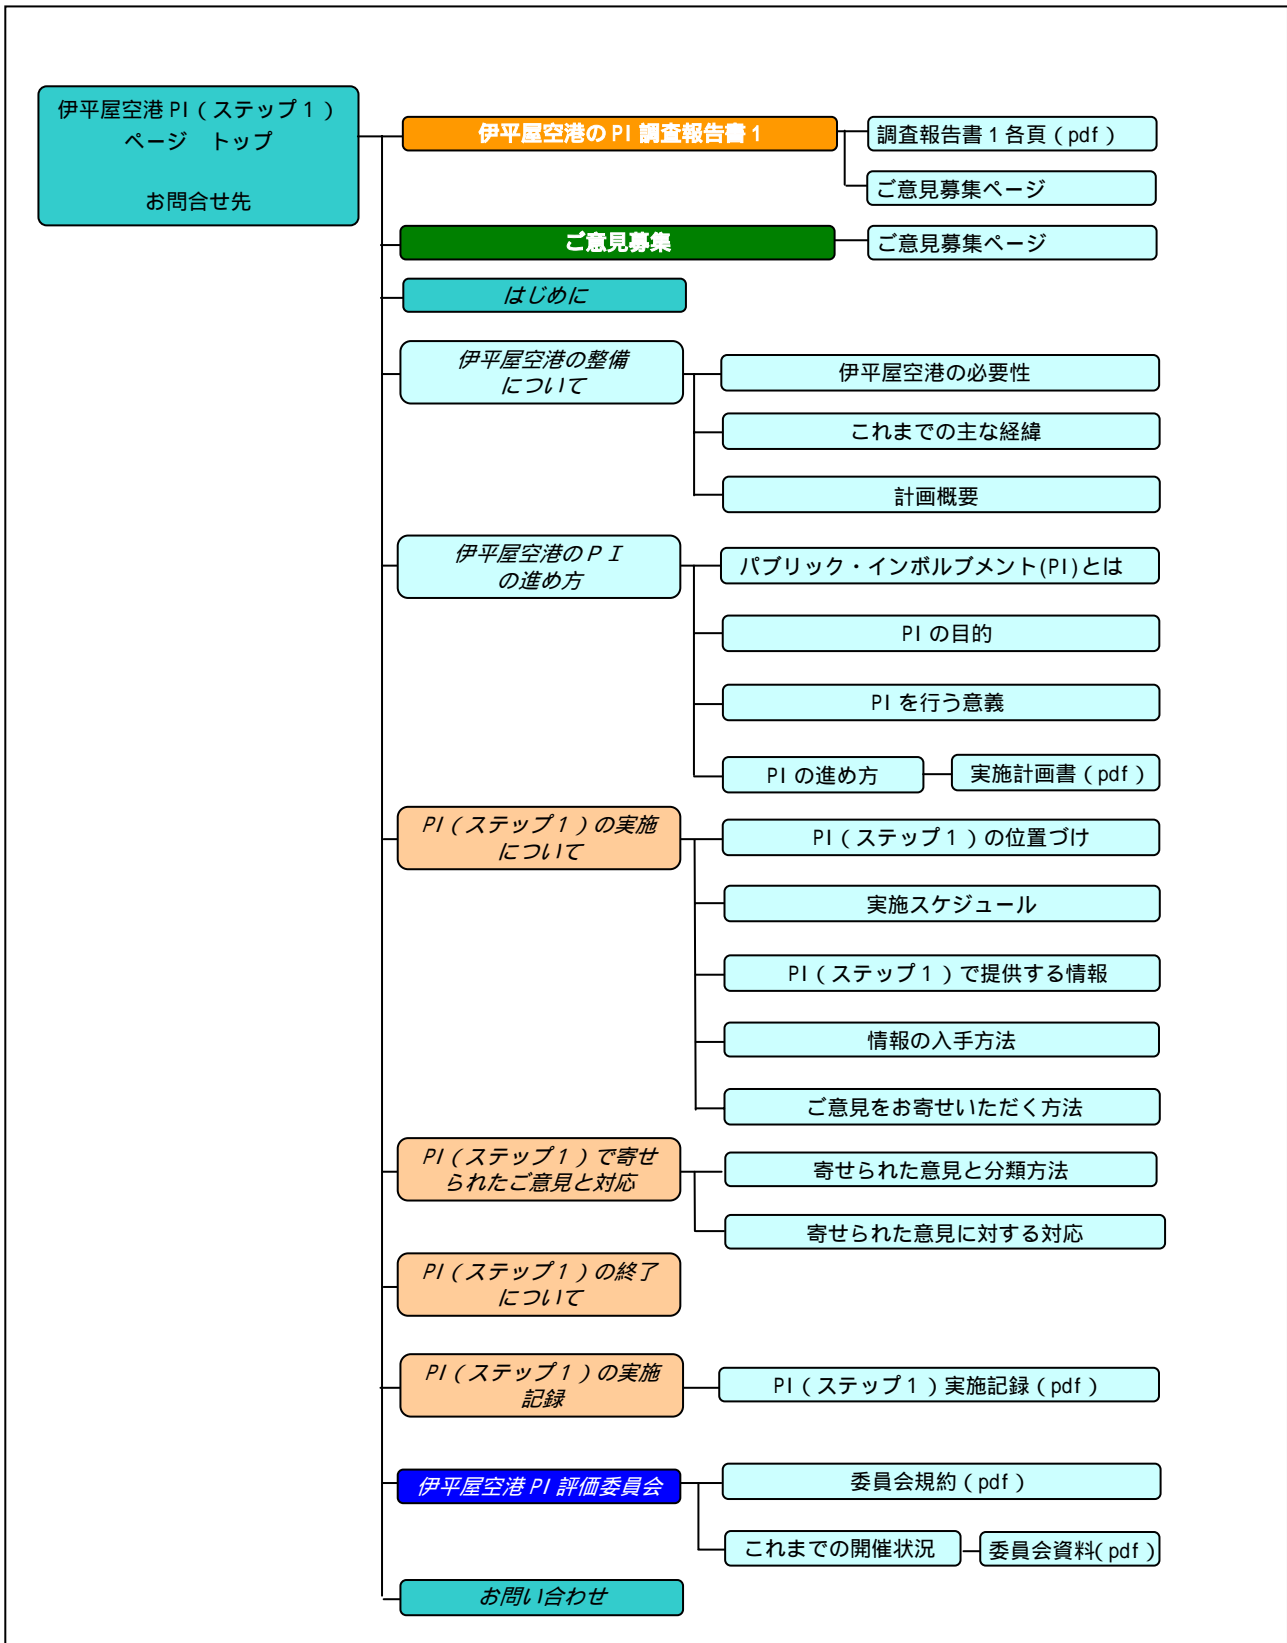 伊平屋空港 PI（ステップ１）
ページ　トップ
お問合せ先
伊平屋空港の PI 調査報告書 1
調査報告書 1 各頁（pdf）
ご意見募集ページ
ご意見募集
ご意見募集ページ
はじめに
伊平屋空港の整備
について
伊平屋空港の必要性
これまでの主な経緯
計画概要
伊平屋空港のＰＩ
の進め方
パブリック・インボルブメント(PI)とは
PI の目的
PI を行う意義
PI の進め方
実施計画書（pdf）
PI（ステップ１）の実施
について
PI（ステップ１）の位置づけ
実施スケジュール
PI（ステップ１）で提供する情報
情報の入手方法
ご意見をお寄せいただく方法
PI（ステップ１）で寄せ
られたご意見と対応
寄せられた意見と分類方法
寄せられた意見に対する対応
PI（ステップ１）の終了
について
PI（ステップ１）の実施
記録
PI（ステップ１）実施記録（pdf）
伊平屋空港 PI 評価委員会
委員会規約（pdf）
これまでの開催状況
委員会資料(pdf）
お問い合わせ